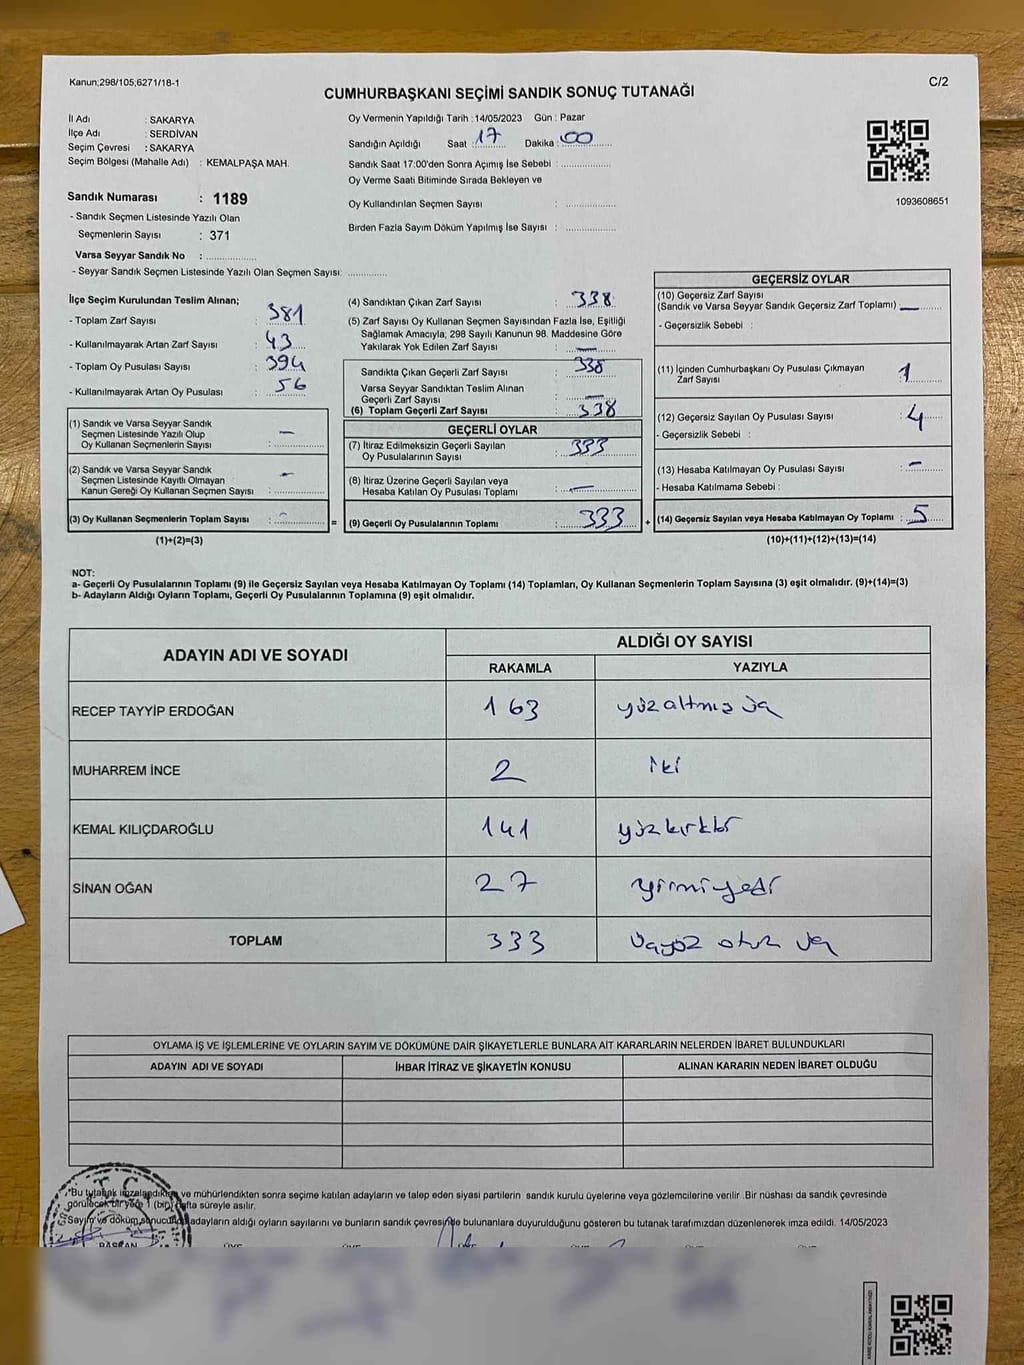 Kanun;298/105;6271/18-1
C/2
CUMHURBAŞKANI SEÇİMİ SANDIK SONUÇ TUTANAĞI
İl Adı : SAKARYA
İlçe Adı : SERDİVAN
Seçim Çevresi : SAKARYA
Seçim Bölgesi (Mahalle Adı) : KEMALPAŞA MAH.
Sandık Numarası : 1189
- Sandık Seçmen Listesinde Yazılı Olan
Seçmenlerin Sayısı : 371
Varsa Seyyar Sandık No :
- Seyyar Sandık Seçmen Listesinde Yazılı Olan Seçmen Sayısı:
Oy Vermenin Yapıldığı Tarih : 14/05/2023 Gün : Pazar
Sandığın Açıldığı Saat : 17 Dakika : 00
Sandık Saat 17:00'den Sonra Açımış İse Sebebi :
Oy Verme Saati Bitiminde Sırada Bekleyen ve
Oy Kullandırılan Seçmen Sayısı :
Birden Fazla Sayım Döküm Yapılmış İse Sayısı :
1093608651
İlçe Seçim Kurulundan Teslim Alınan;
- Toplam Zarf Sayısı : 381
- Kullanılmayarak Artan Zarf Sayısı : 43
- Toplam Oy Pusulası Sayısı : 394
- Kullanılmayarak Artan Oy Pusulası : 56
(1) Sandık ve Varsa Seyyar Sandık
Seçmen Listesinde Yazılı Olup
Oy Kullanan Seçmenlerin Sayısı : —
(2) Sandık ve Varsa Seyyar Sandık
Seçmen Listesinde Kayıtlı Olmayan
Kanun Gereği Oy Kullanan Seçmen Sayısı : —
(3) Oy Kullanan Seçmenlerin Toplam Sayısı : -
(1)+(2)=(3)
=
(4) Sandıktan Çıkan Zarf Sayısı : 338
(5) Zarf Sayısı Oy Kullanan Seçmen Sayısından Fazla İse, Eşitliği
Sağlamak Amacıyla; 298 Sayılı Kanunun 98. Maddesine Göre
Yakılarak Yok Edilen Zarf Sayısı : —
Sandıkta Çıkan Geçerli Zarf Sayısı : 338
Varsa Seyyar Sandıktan Teslim Alınan
Geçerli Zarf Sayısı : —
(6) Toplam Geçerli Zarf Sayısı : 338
GEÇERLİ OYLAR
(7) İtiraz Edilmeksizin Geçerli Sayılan
Oy Pusulalarının Sayısı : 333
(8) İtiraz Üzerine Geçerli Sayılan veya
Hesaba Katılan Oy Pusulası Toplamı : —
(9) Geçerli Oy Pusulalarının Toplamı : 333
+
GEÇERSİZ OYLAR
(10) Geçersiz Zarf Sayısı
(Sandık ve Varsa Seyyar Sandık Geçersiz Zarf Toplamı) : —
- Geçersizlik Sebebi :
(11) İçinden Cumhurbaşkanı Oy Pusulası Çıkmayan
Zarf Sayısı : 1
(12) Geçersiz Sayılan Oy Pusulası Sayısı : 4
- Geçersizlik Sebebi :
(13) Hesaba Katılmayan Oy Pusulası Sayısı : —
- Hesaba Katılmama Sebebi :
(14) Geçersiz Sayılan veya Hesaba Katılmayan Oy Toplamı : 5
(10)+(11)+(12)+(13)=(14)
NOT:
a- Geçerli Oy Pusulalarının Toplamı (9) ile Geçersiz Sayılan veya Hesaba Katılmayan Oy Toplamı (14) Toplamları, Oy Kullanan Seçmenlerin Toplam Sayısına (3) eşit olmalıdır. (9)+(14)=(3)
b- Adayların Aldığı Oyların Toplamı, Geçerli Oy Pusulalarının Toplamına (9) eşit olmalıdır.
ADAYIN ADI VE SOYADI
ALDIĞI OY SAYISI
RAKAMLA YAZIYLA
RECEP TAYYİP ERDOĞAN 163 yüzaltmış üç
MUHARREM İNCE 2 iki
KEMAL KILIÇDAROĞLU 141 yüzkırkbir
SİNAN OĞAN 27 yirmiyedi
TOPLAM 333 üçyüz otuz üç
OYLAMA İŞ VE İŞLEMLERİNE VE OYLARIN SAYIM VE DÖKÜMÜNE DAİR ŞİKAYETLERLE BUNLARA AİT KARARLARIN NELERDEN İBARET BULUNDUKLARI
ADAYIN ADI VE SOYADI İHBAR İTİRAZ VE ŞİKAYETİN KONUSU ALINAN KARARIN NEDEN İBARET OLDUĞU
T.C.
"Bu tutanak imzalandıktan ve mühürlendikten sonra seçime katılan adayların ve talep eden siyasi partilerin sandık kurulu üyelerine veya gözlemcilerine verilir .Bir nüshası da sandık çevresinde
görülecek bir yere 1 (bir) hafta süreyle asılır.
Sayım ve döküm sonucunda adayların aldığı oyların sayılarını ve bunların sandık çevresinde bulunanlara duyurulduğunu gösteren bu tutanak tarafımızdan düzenlenerek imza edildi. 14/05/2023
BAŞKAN